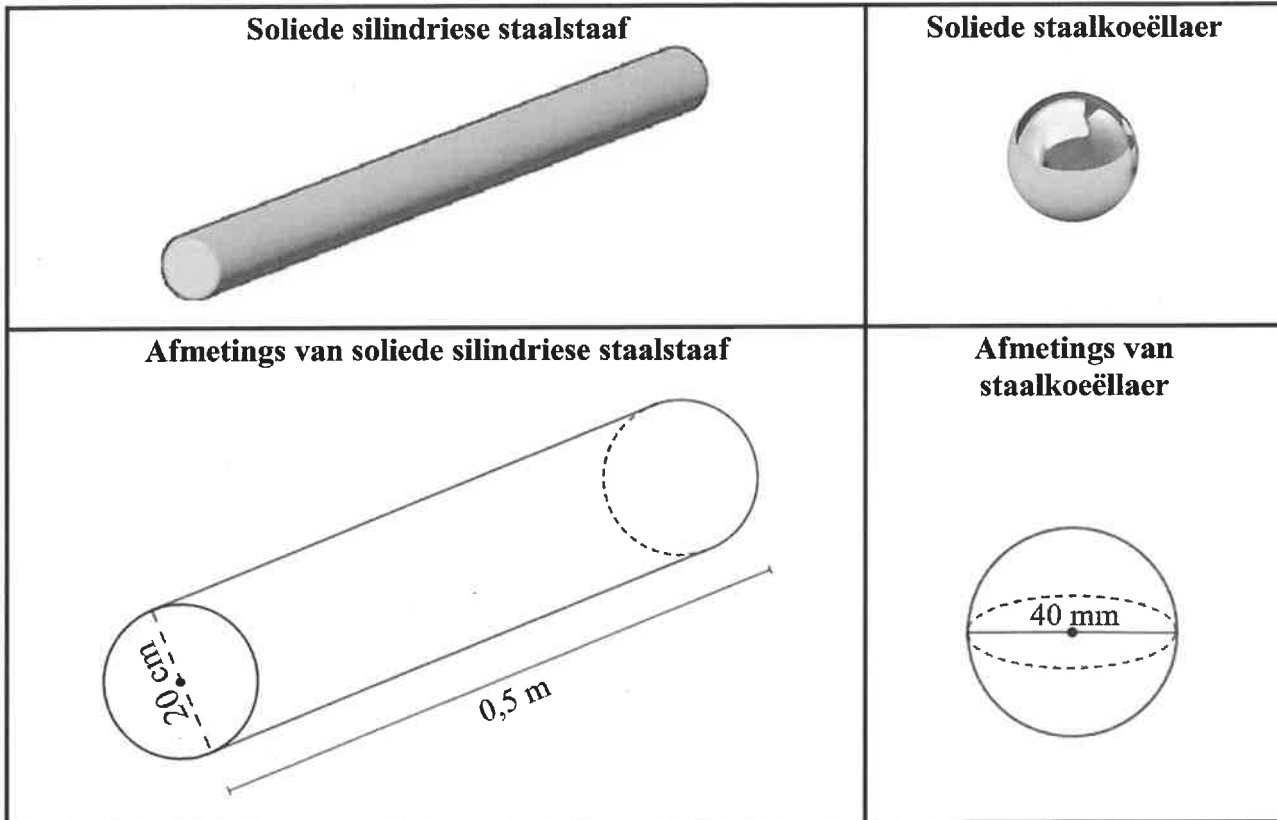 Soliede silindriese staalstaaf
Soliede staalkoeëllaer
Afmetings van soliede silindriese staalstaaf
20 cm
0,5 m
Afmetings van
staalkoeëllaer
40 mm